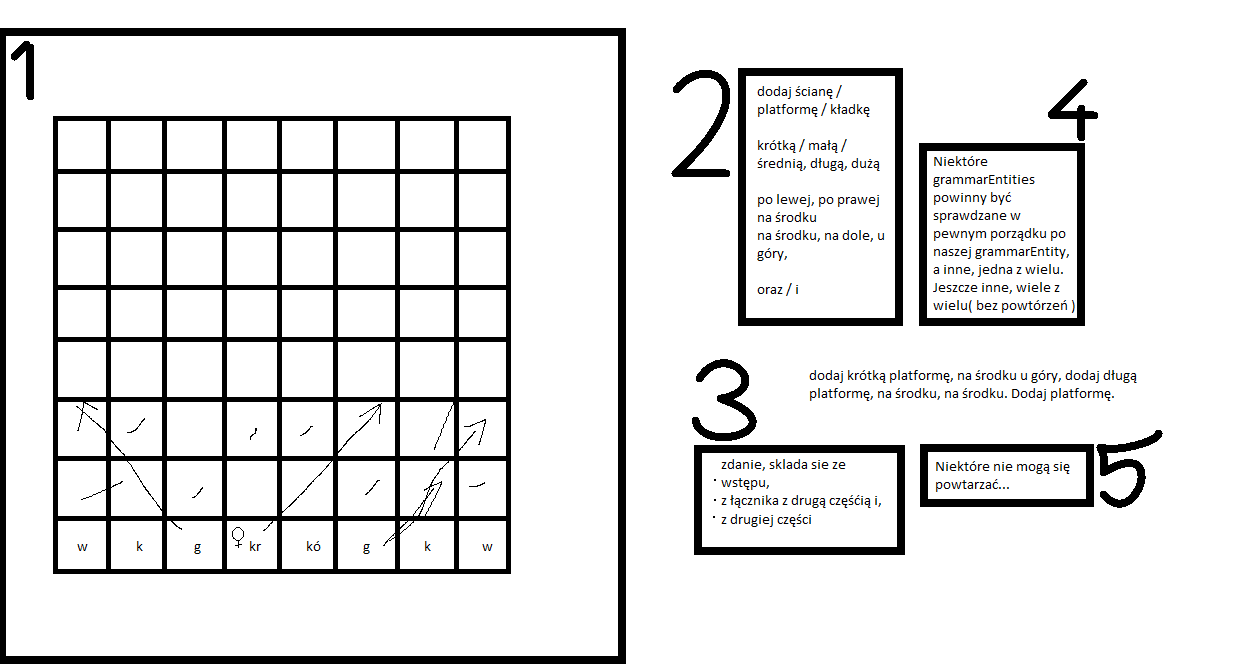 1
w k g kr kó g k w
2
dodaj ścianę /
platformę / kładkę
krótką / małą /
średnią, długą, dużą
po lewej, po prawej
na środku
na środku, na dole, u
góry,
oraz / i
4
Niektóre
grammarEntities
powinny być
sprawdzane w
pewnym porządku po
naszej grammarEntity,
a inne, jedna z wielu.
Jeszcze inne, wiele z
wielu( bez powtórzeń )
3
dodaj krótką platformę, na środku u góry, dodaj długą
platformę, na środku, na środku. Dodaj platformę.
zdanie, sklada sie ze
· wstępu,
· z łącznika z drugą częśćią i,
· z drugiej części
5
Niektóre nie mogą się
powtarzać...